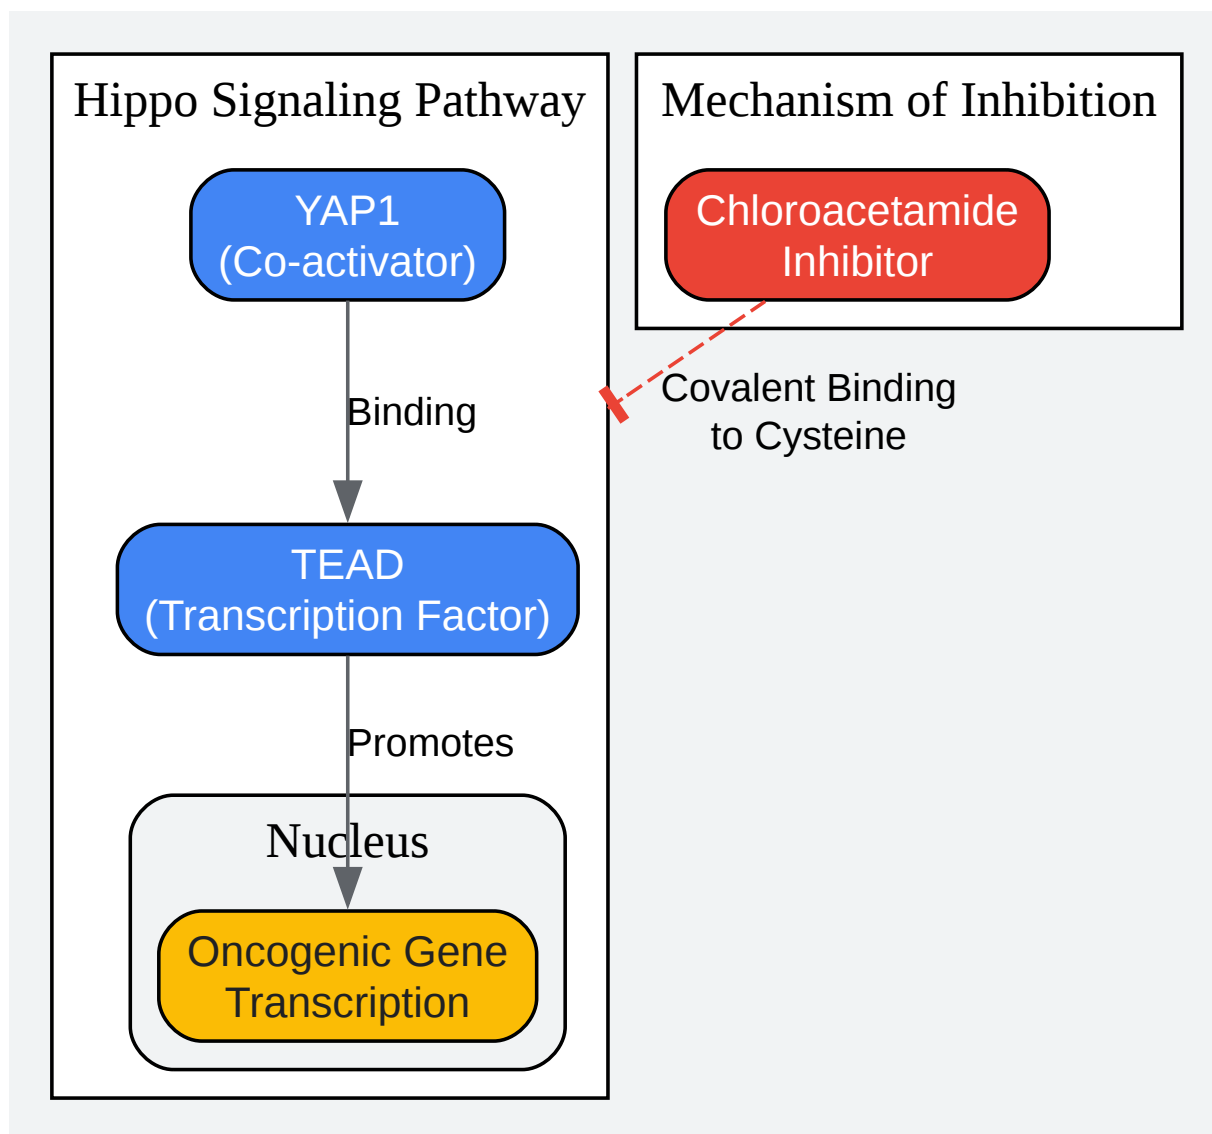 Hippo Signaling Pathway
YAP1
(Co-activator)
Binding
TEAD
(Transcription Factor)
Promotes
Nucleus
Oncogenic Gene
Transcription
Mechanism of Inhibition
Chloroacetamide
Inhibitor
Covalent Binding
to Cysteine